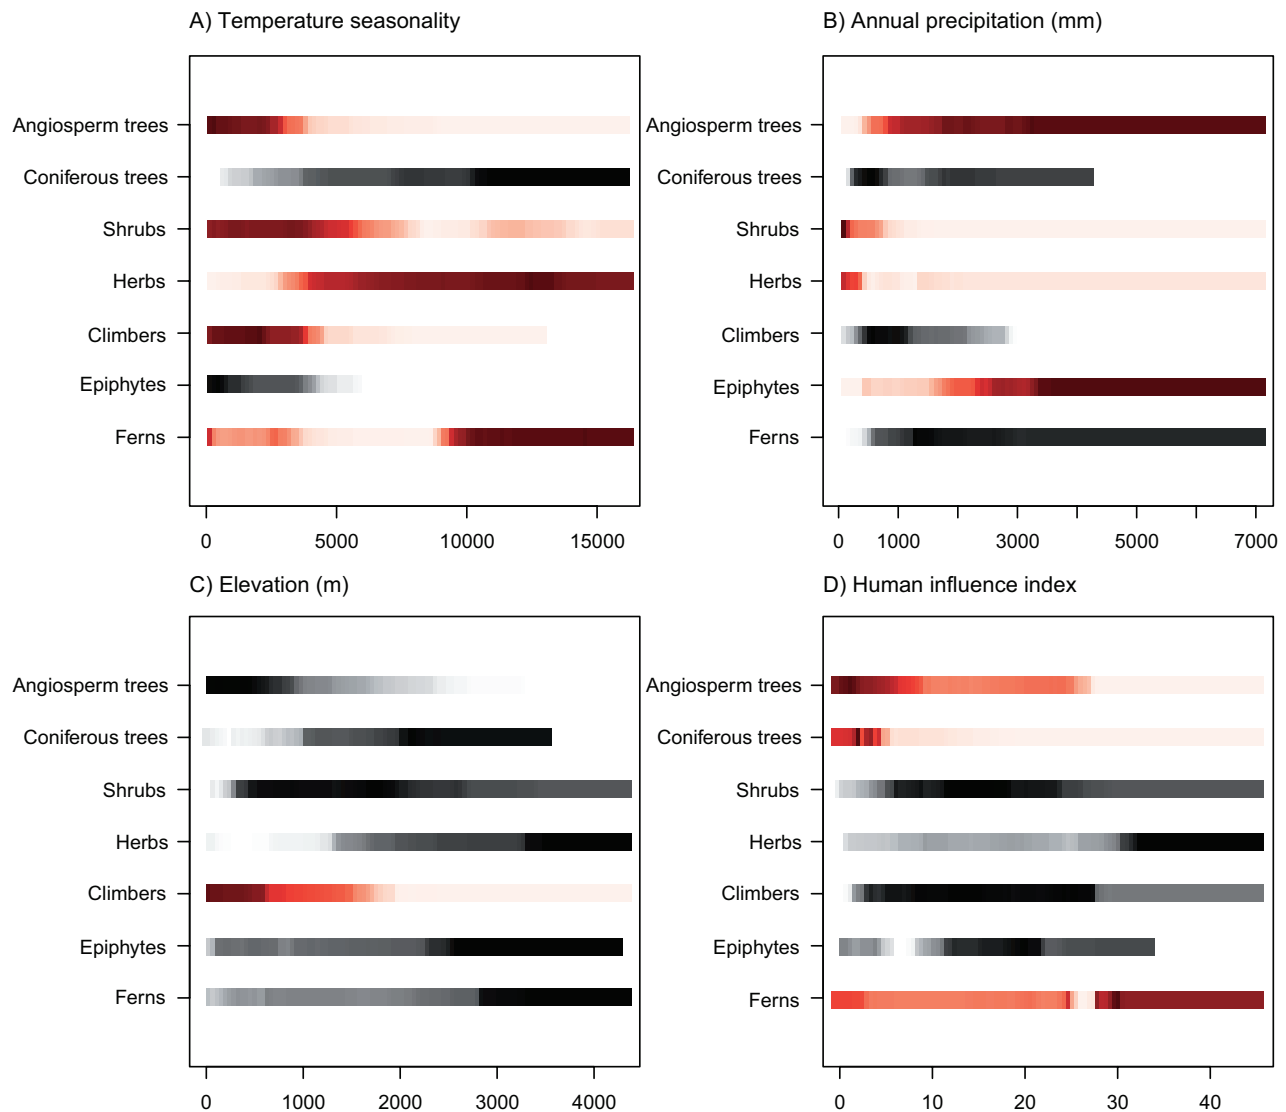 A) Temperature seasonality
Angiosperm trees
Coniferous trees
Shrubs
Herbs
Climbers
Epiphytes
Ferns
0 5000 10000 15000
B) Annual precipitation (mm)
Angiosperm trees
Coniferous trees
Shrubs
Herbs
Climbers
Epiphytes
Ferns
0 1000 3000 5000 7000
C) Elevation (m)
Angiosperm trees
Coniferous trees
Shrubs
Herbs
Climbers
Epiphytes
Ferns
0 1000 2000 3000 4000
D) Human influence index
Angiosperm trees
Coniferous trees
Shrubs
Herbs
Climbers
Epiphytes
Ferns
0 10 20 30 40